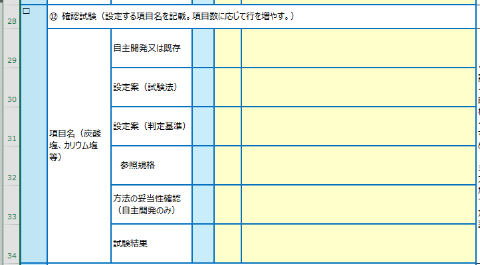 28
□
⑬ 確認試験（設定する項目名を記載。項目数に応じて行を増やす。）
29
自主開発又は既存
30
設定案（試験法）
31
項目名（炭酸
塩、カリウム塩
等）
設定案（判定基準）
32
参照規格
33
方法の妥当性確認
（自主開発のみ）
34
試験結果